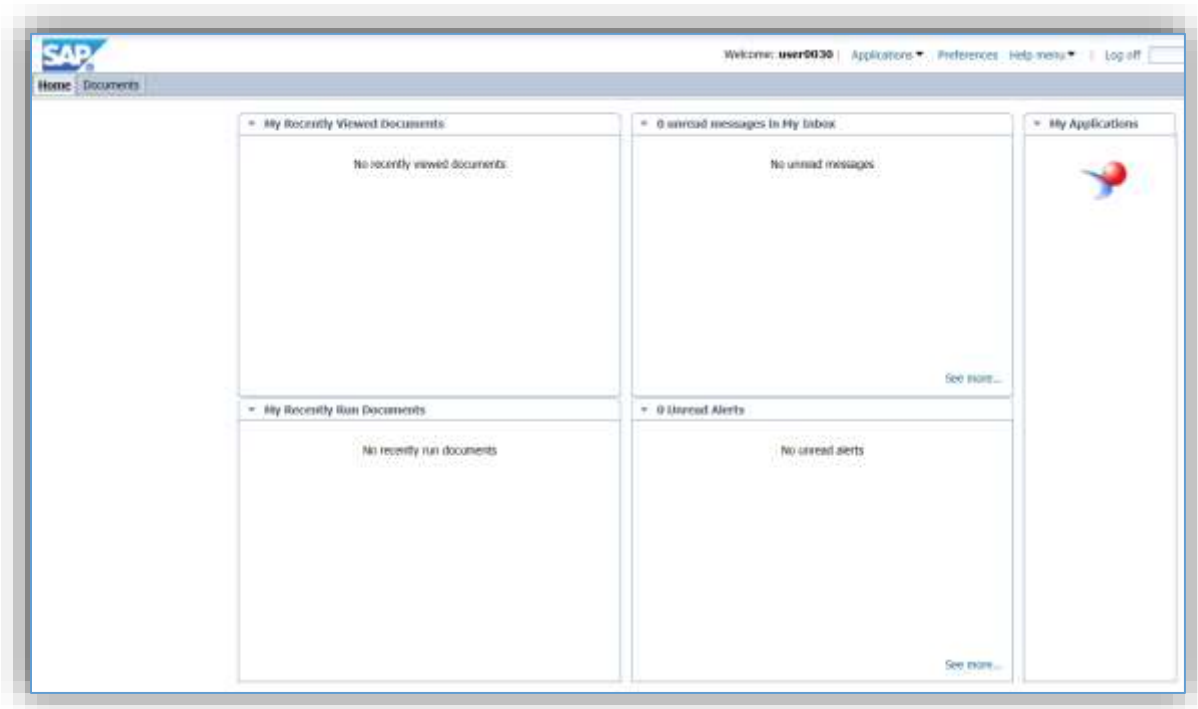 SAP
Welcome: user0030 | Applications Preferences Help menu | Log off
Home Documents
My Recently Viewed Documents
No recently viewed documents
0 unread messages in My Inbox
No unread messages
See more...
My Applications
My Recently Run Documents
No recently run documents
0 Unread Alerts
No unread alerts
See more...